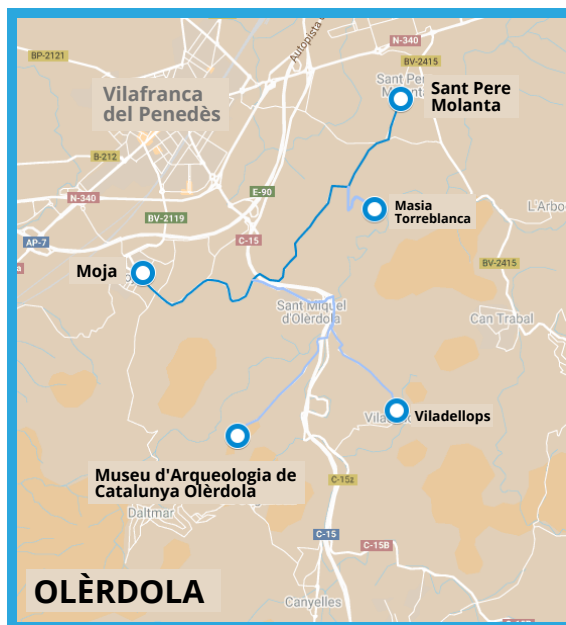 N-340
BP-2121
Autopista
BV-2415
Sant Pere
Molanta
Vilafranca
del Penedès
B-212
E-90
N-340
Masia
Torreblanca
L'Arboç
BV-2119
AP-7
C-15
BV-2415
Moja
Sant Miquel
d'Olèrdola
Can Trabal
Viladellops
Museu d'Arqueologia de
Catalunya Olèrdola
C-15z
Daltmar
C-15
C-15B
OLÈRDOLA
Canyelles